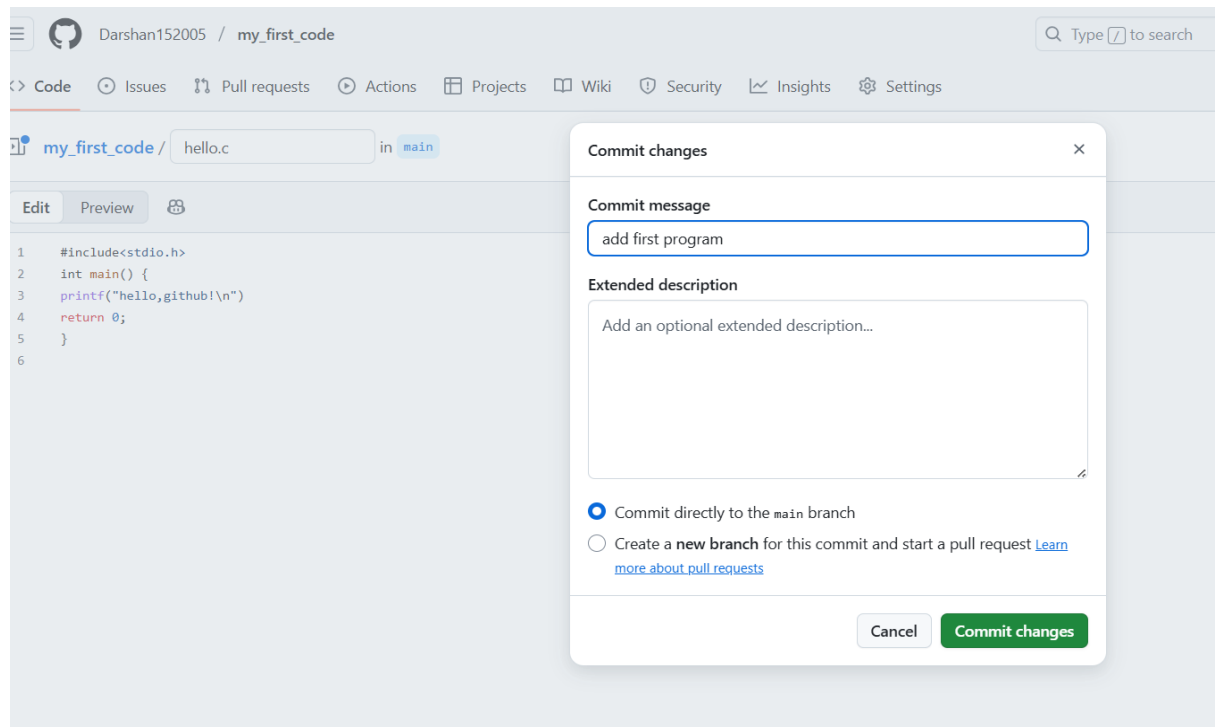 Darshan152005 / my_first_code
Type / to search
<> Code Issues Pull requests Actions Projects Wiki Security Insights Settings
my_first_code / hello.c in main
Edit Preview
1 #include<stdio.h>
2 int main() {
3 printf("hello,github!\n")
4 return 0;
5 }
6
Commit changes ×
Commit message
add first program
Extended description
Add an optional extended description...
Commit directly to the main branch
Create a new branch for this commit and start a pull request Learn
more about pull requests
Cancel Commit changes